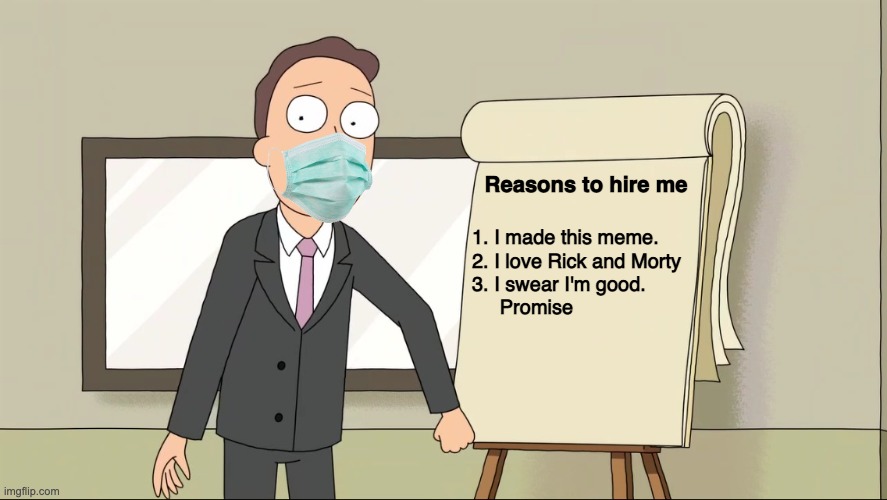 Reasons to hire me
1. I made this meme.
2. I love Rick and Morty
3. I swear I'm good.
Promise
imgflip.com